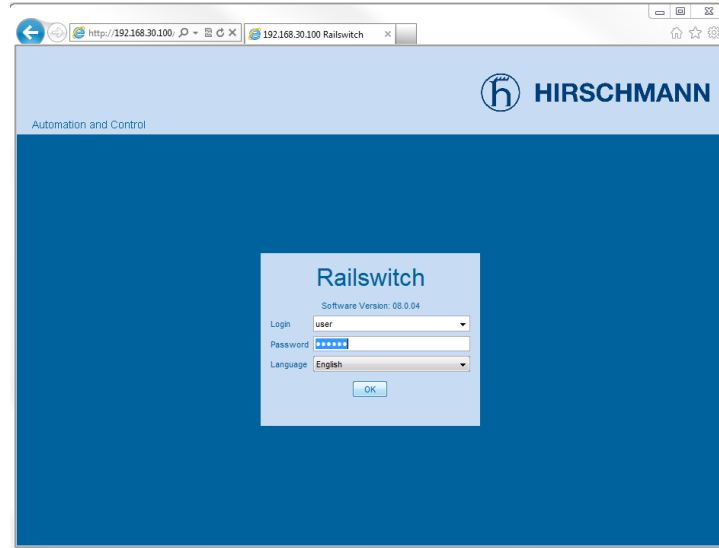 http://192.168.30.100/
192.168.30.100 Railswitch
HIRSCHMANN
Automation and Control
Railswitch
Software Version: 08.0.04
Login user
Password
Language English
OK